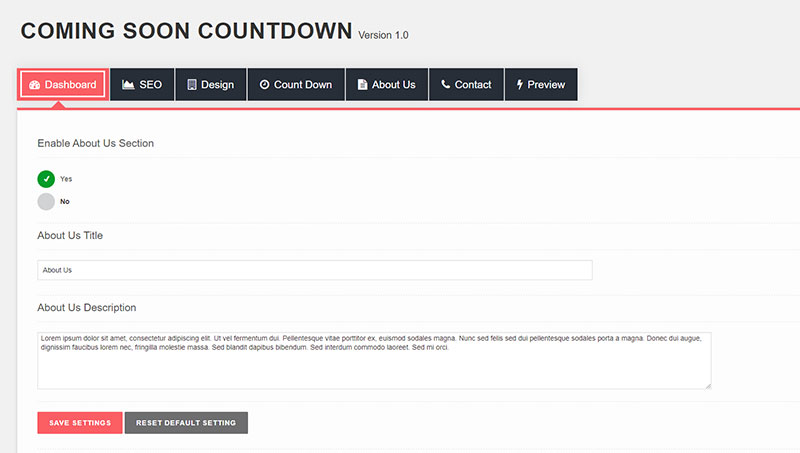 COMING SOON COUNTDOWN Version 1.0
Dashboard SEO Design Count Down About Us Contact Preview
Enable About Us Section
Yes
No
About Us Title
About Us
About Us Description
Lorem ipsum dolor sit amet, consectetur adipiscing elit. Ut vel fermentum dui. Pellentesque vitae porttitor ex, euismod sodales magna. Nunc sed felis sed dui pellentesque sodales porta a magna. Donec dui augue,
dignissim faucibus lorem nec, fringilla molestie massa. Sed blandit dapibus bibendum. Sed interdum commodo laoreet. Sed mi orci.
SAVE SETTINGS RESET DEFAULT SETTING